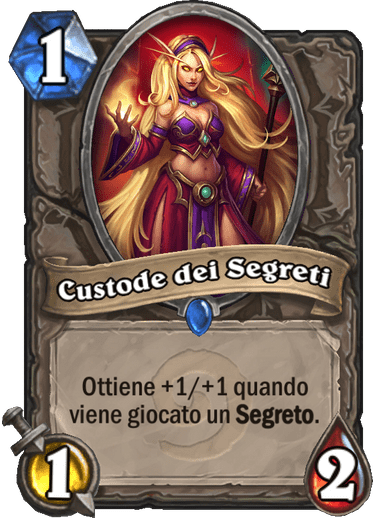 1
Custode dei Segreti
Ottiene +1/+1 quando
viene giocato un Segreto.
1
2